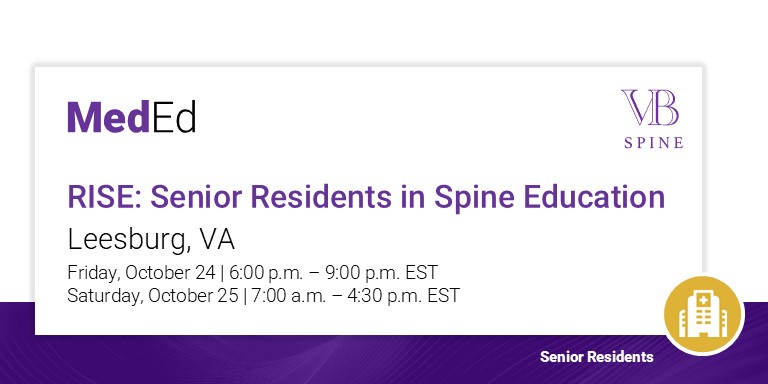 MedEd
VB
SPINE
RISE: Senior Residents in Spine Education
Leesburg, VA
Friday, October 24 | 6:00 p.m. – 9:00 p.m. EST
Saturday, October 25 | 7:00 a.m. – 4:30 p.m. EST
Senior Residents